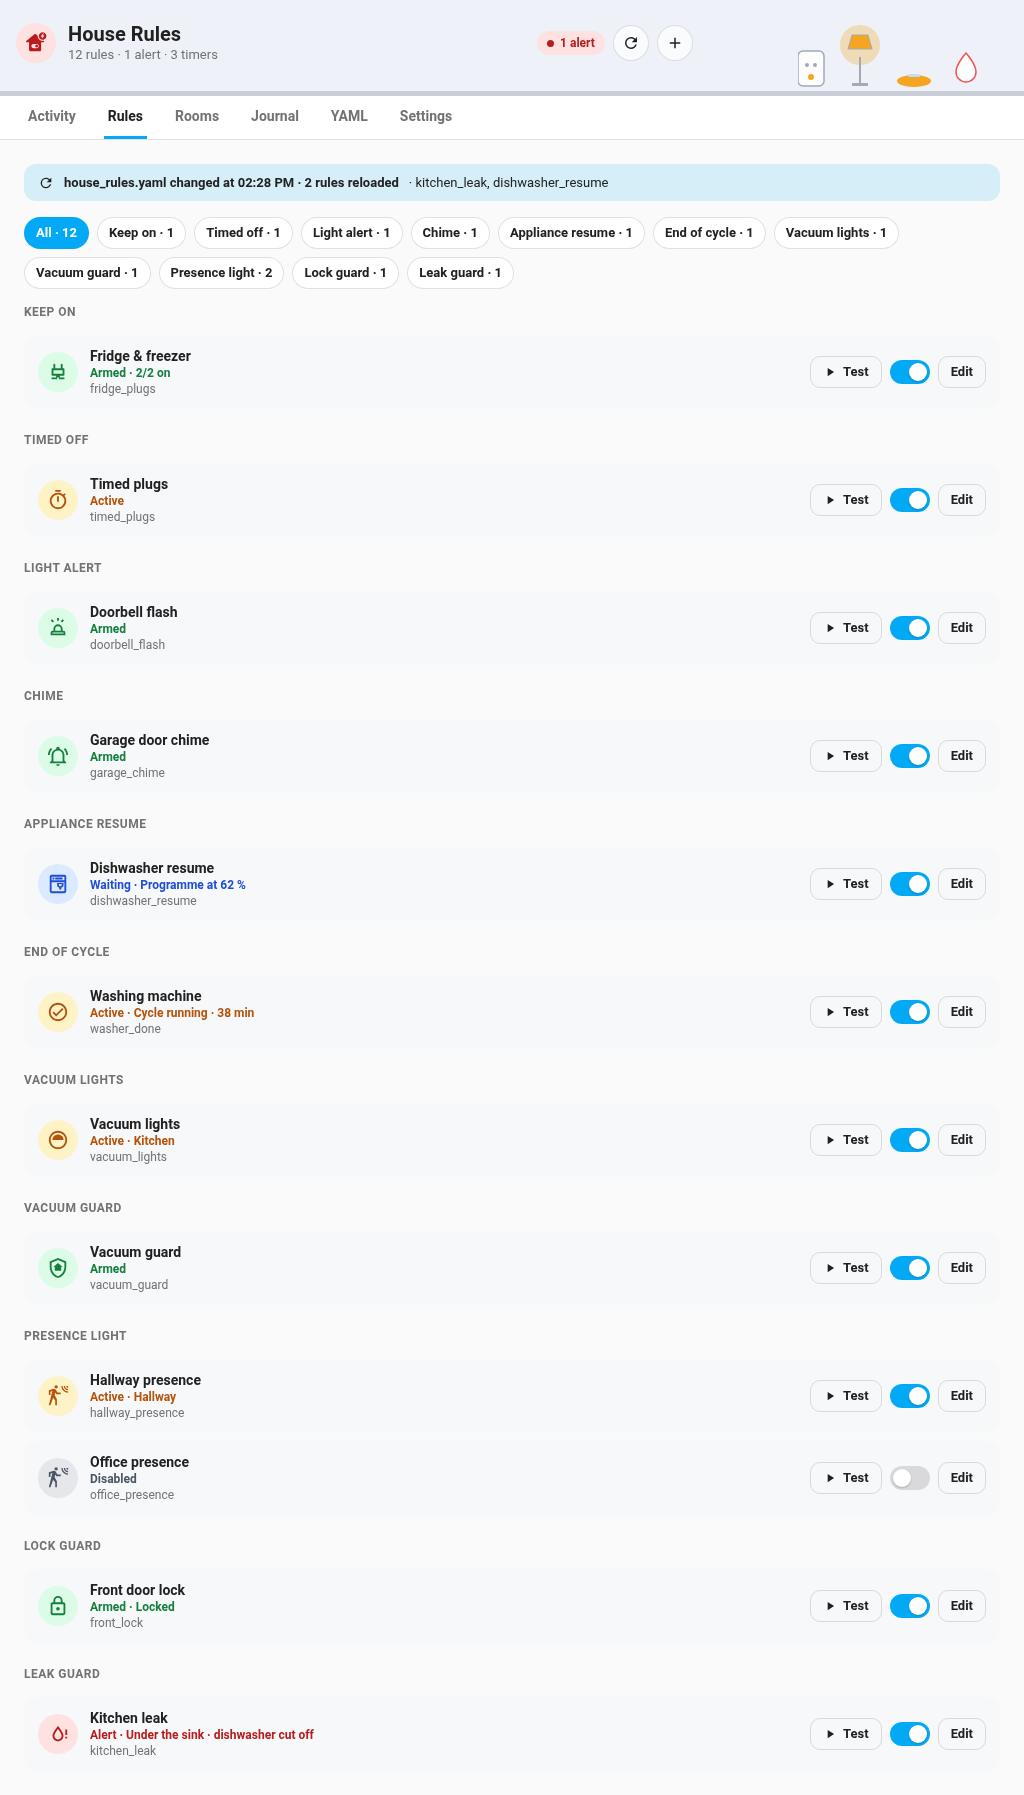 House Rules
12 rules · 1 alert · 3 timers
1 alert
Activity Rules Rooms Journal YAML Settings
house_rules.yaml changed at 02:28 PM · 2 rules reloaded · kitchen_leak, dishwasher_resume
All · 12 Keep on · 1 Timed off · 1 Light alert · 1 Chime · 1 Appliance resume · 1 End of cycle · 1 Vacuum lights · 1
Vacuum guard · 1 Presence light · 2 Lock guard · 1 Leak guard · 1
KEEP ON
Fridge & freezer
Armed · 2/2 on
fridge_plugs
Test Edit
TIMED OFF
Timed plugs
Active
timed_plugs
Test Edit
LIGHT ALERT
Doorbell flash
Armed
doorbell_flash
Test Edit
CHIME
Garage door chime
Armed
garage_chime
Test Edit
APPLIANCE RESUME
Dishwasher resume
Waiting · Programme at 62 %
dishwasher_resume
Test Edit
END OF CYCLE
Washing machine
Active · Cycle running · 38 min
washer_done
Test Edit
VACUUM LIGHTS
Vacuum lights
Active · Kitchen
vacuum_lights
Test Edit
VACUUM GUARD
Vacuum guard
Armed
vacuum_guard
Test Edit
PRESENCE LIGHT
Hallway presence
Active · Hallway
hallway_presence
Test Edit
Office presence
Disabled
office_presence
Test Edit
LOCK GUARD
Front door lock
Armed · Locked
front_lock
Test Edit
LEAK GUARD
Kitchen leak
Alert · Under the sink · dishwasher cut off
kitchen_leak
Test Edit